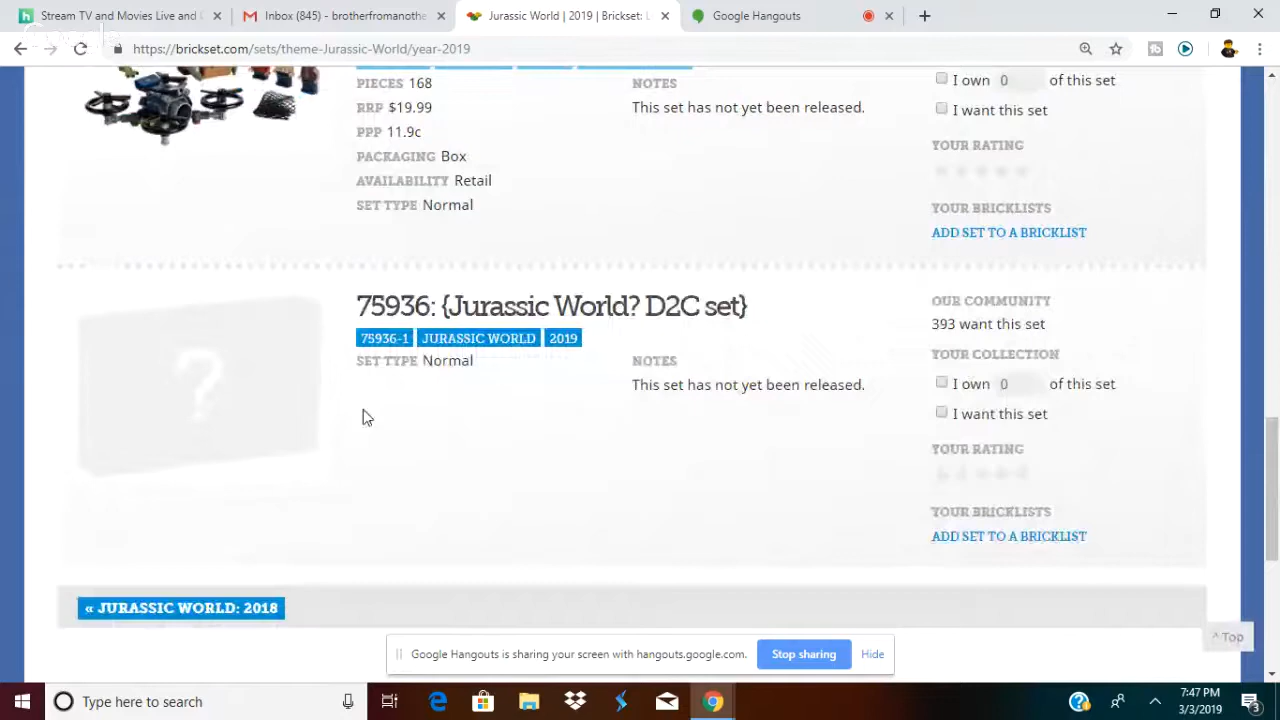 Stream TV and Movies Live and
Inbox (845) - brotherfromanothe
Jurassic World | 2019 | Brickset: L
Google Hangouts
https://brickset.com/sets/theme-Jurassic-World/year-2019
PIECES 168
RRP $19.99
PPP 11.9c
PACKAGING Box
AVAILABILITY Retail
SET TYPE Normal
NOTES
This set has not yet been released.
I own 0 of this set
I want this set
YOUR RATING
YOUR BRICKLISTS
ADD SET TO A BRICKLIST
75936: {Jurassic World? D2C set}
75936-1 JURASSIC WORLD 2019
SET TYPE Normal
NOTES
This set has not yet been released.
OUR COMMUNITY
393 want this set
YOUR COLLECTION
I own 0 of this set
I want this set
YOUR RATING
YOUR BRICKLISTS
ADD SET TO A BRICKLIST
?
« JURASSIC WORLD: 2018
^ Top
Google Hangouts is sharing your screen with hangouts.google.com.
Stop sharing
Hide
Type here to search
7:47 PM
3/3/2019
3